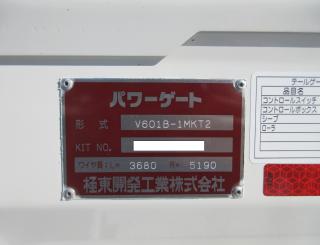 パワーゲート
形 式 V601B-1MKT2
KIT NO.
ワイヤ長:L= 3680 R= 5190
極東開発工業株式会社
テールゲー
品目名
コントロールスイッチ
コントロールボックス
シーブ
ローラ